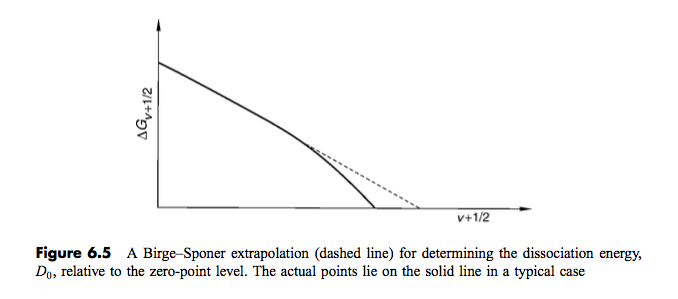 ΔGv+1/2
v+1/2
Figure 6.5 A Birge–Sponer extrapolation (dashed line) for determining the dissociation energy,
D0, relative to the zero-point level. The actual points lie on the solid line in a typical case